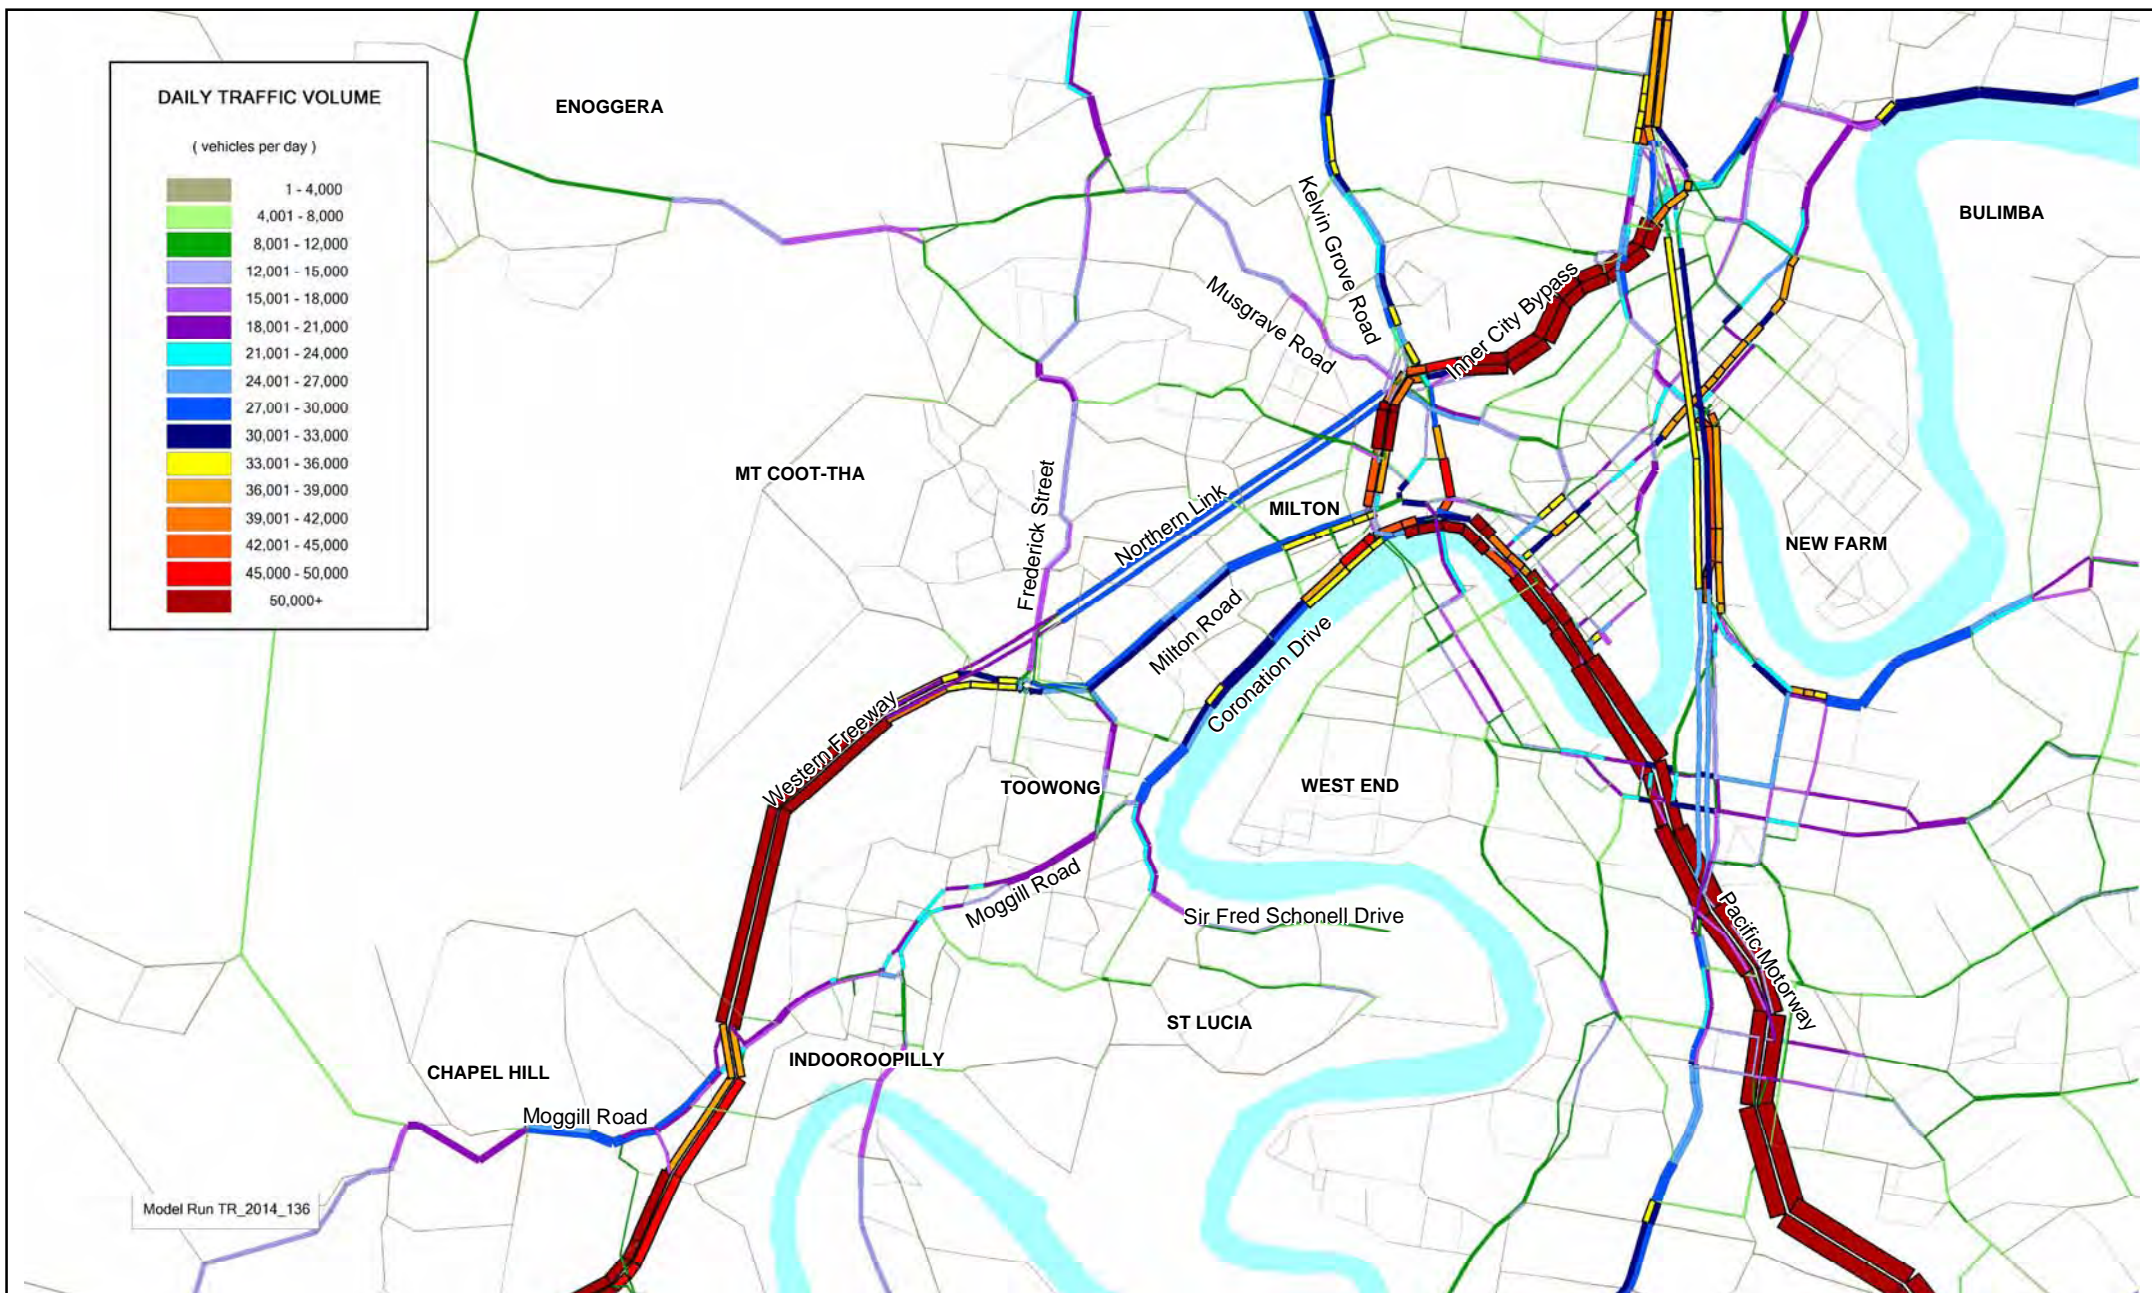 DAILY TRAFFIC VOLUME
( vehicles per day )
1 - 4,000
4,001 - 8,000
8,001 - 12,000
12,001 - 15,000
15,001 - 18,000
18,001 - 21,000
21,001 - 24,000
24,001 - 27,000
27,001 - 30,000
30,001 - 33,000
33,001 - 36,000
36,001 - 39,000
39,001 - 42,000
42,001 - 45,000
45,000 - 50,000
50,000+
ENOGGERA
BULIMBA
Kelvin Grove Road
Musgrave Road
Inner City Bypass
MT COOT-THA
Frederick Street
Northern Link
MILTON
NEW FARM
Milton Road
Coronation Drive
Western Freeway
TOOWONG
WEST END
Moggill Road
Sir Fred Schonell Drive
Pacific Motorway
ST LUCIA
INDOOROOPILLY
CHAPEL HILL
Moggill Road
Model Run TR_2014_136